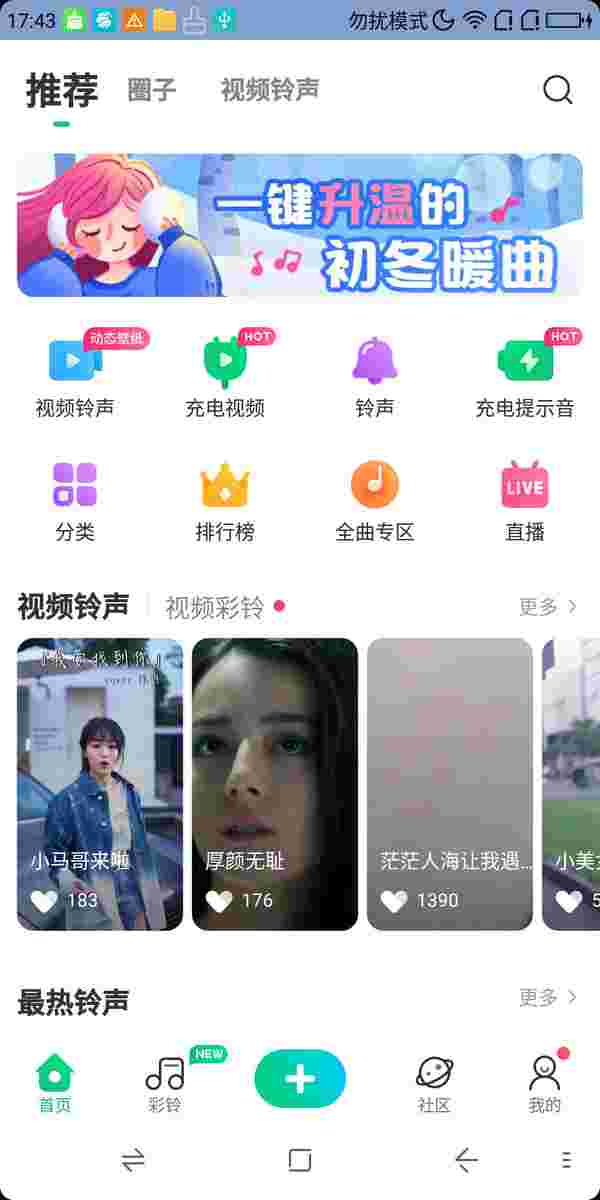 17:43 勿扰模式
推荐 圈子 视频铃声
一键升温的
初冬暖曲
动态壁纸 HOT HOT
视频铃声 充电视频 铃声 充电提示音
LIVE
分类 排行榜 全曲专区 直播
视频铃声 视频彩铃 更多
我要找到你
cover
小马哥来啦 厚颜无耻 茫茫人海让我遇... 小美
183 176 1390 5
最热铃声 更多
NEW
首页 彩铃 社区 我的